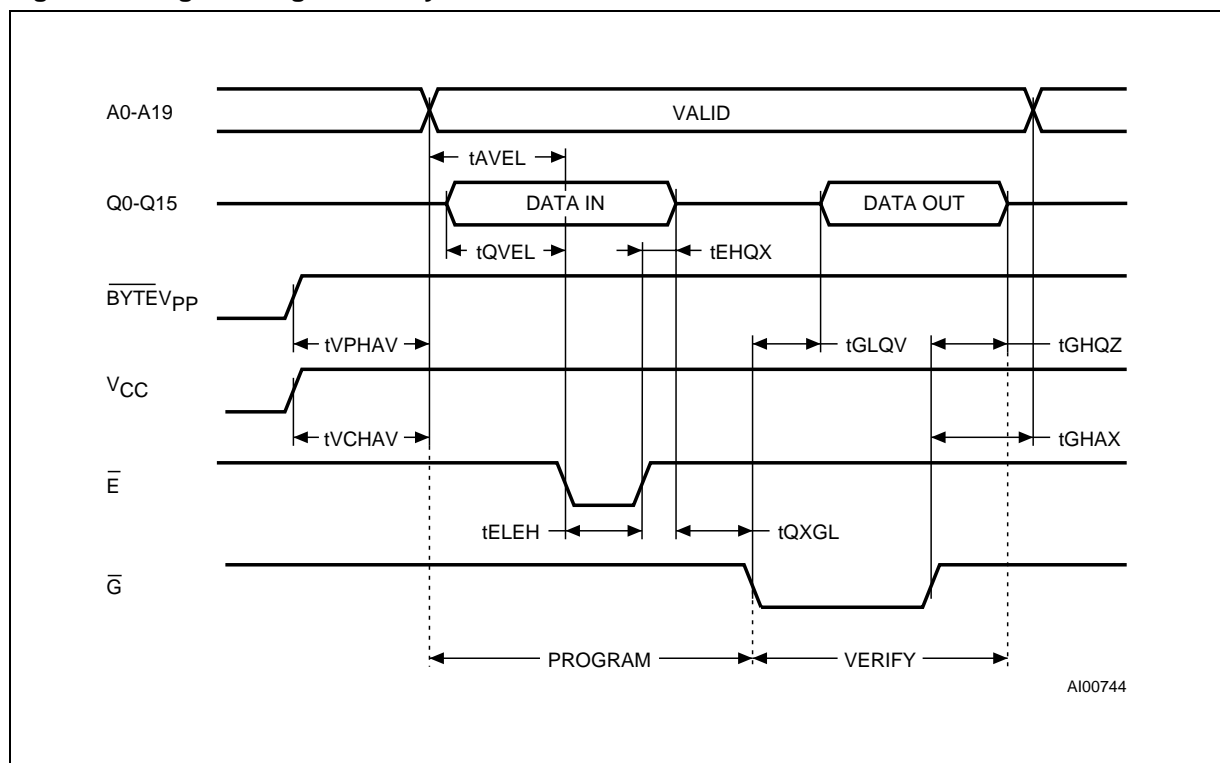 A0-A19
VALID
tAVEL
Q0-Q15
DATA IN
DATA OUT
tQVEL
tEHQX
BYTEVPP
tVPHAV
tGLQV
tGHQZ
VCC
tVCHAV
tGHAX
E
tELEH
tQXGL
G
PROGRAM
VERIFY
AI00744